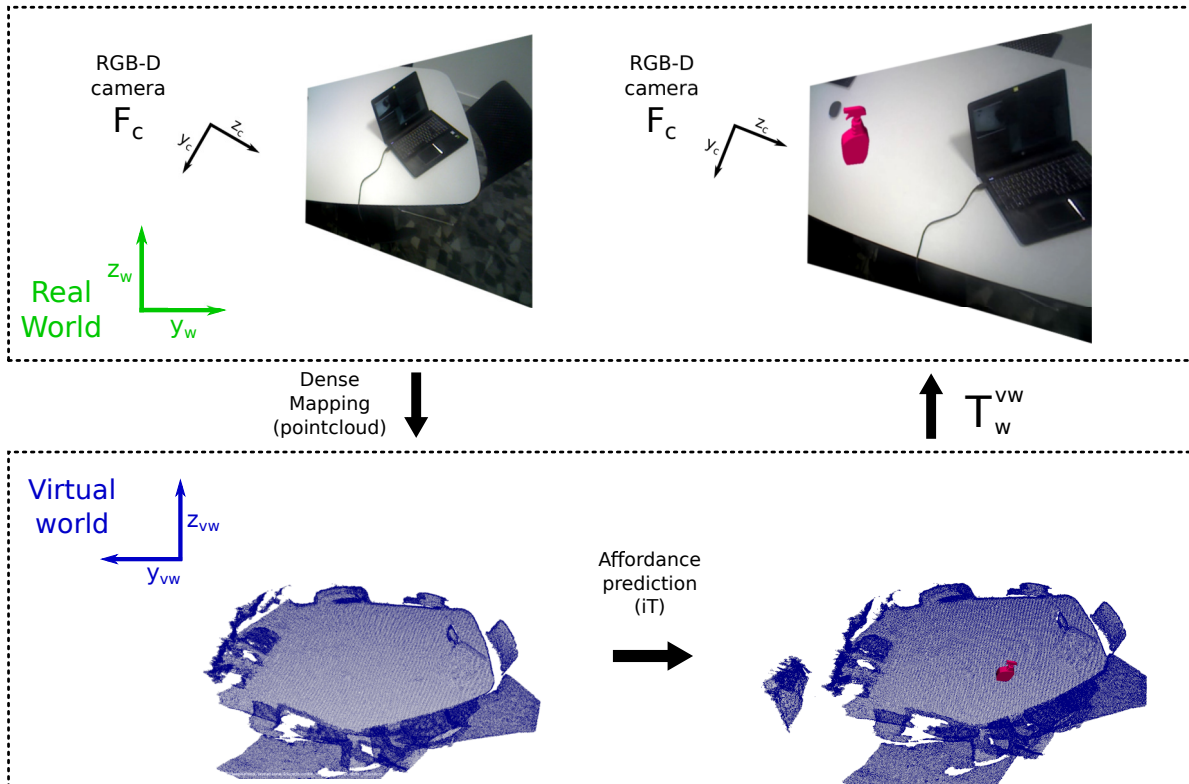 RGB-D
camera
F_c
y_c
z_c
z_w
y_w
Real
World
RGB-D
camera
F_c
y_c
z_c
Dense
Mapping
(pointcloud)
T_w^vw
Virtual
world
z_vw
y_vw
Affordance
prediction
(iT)